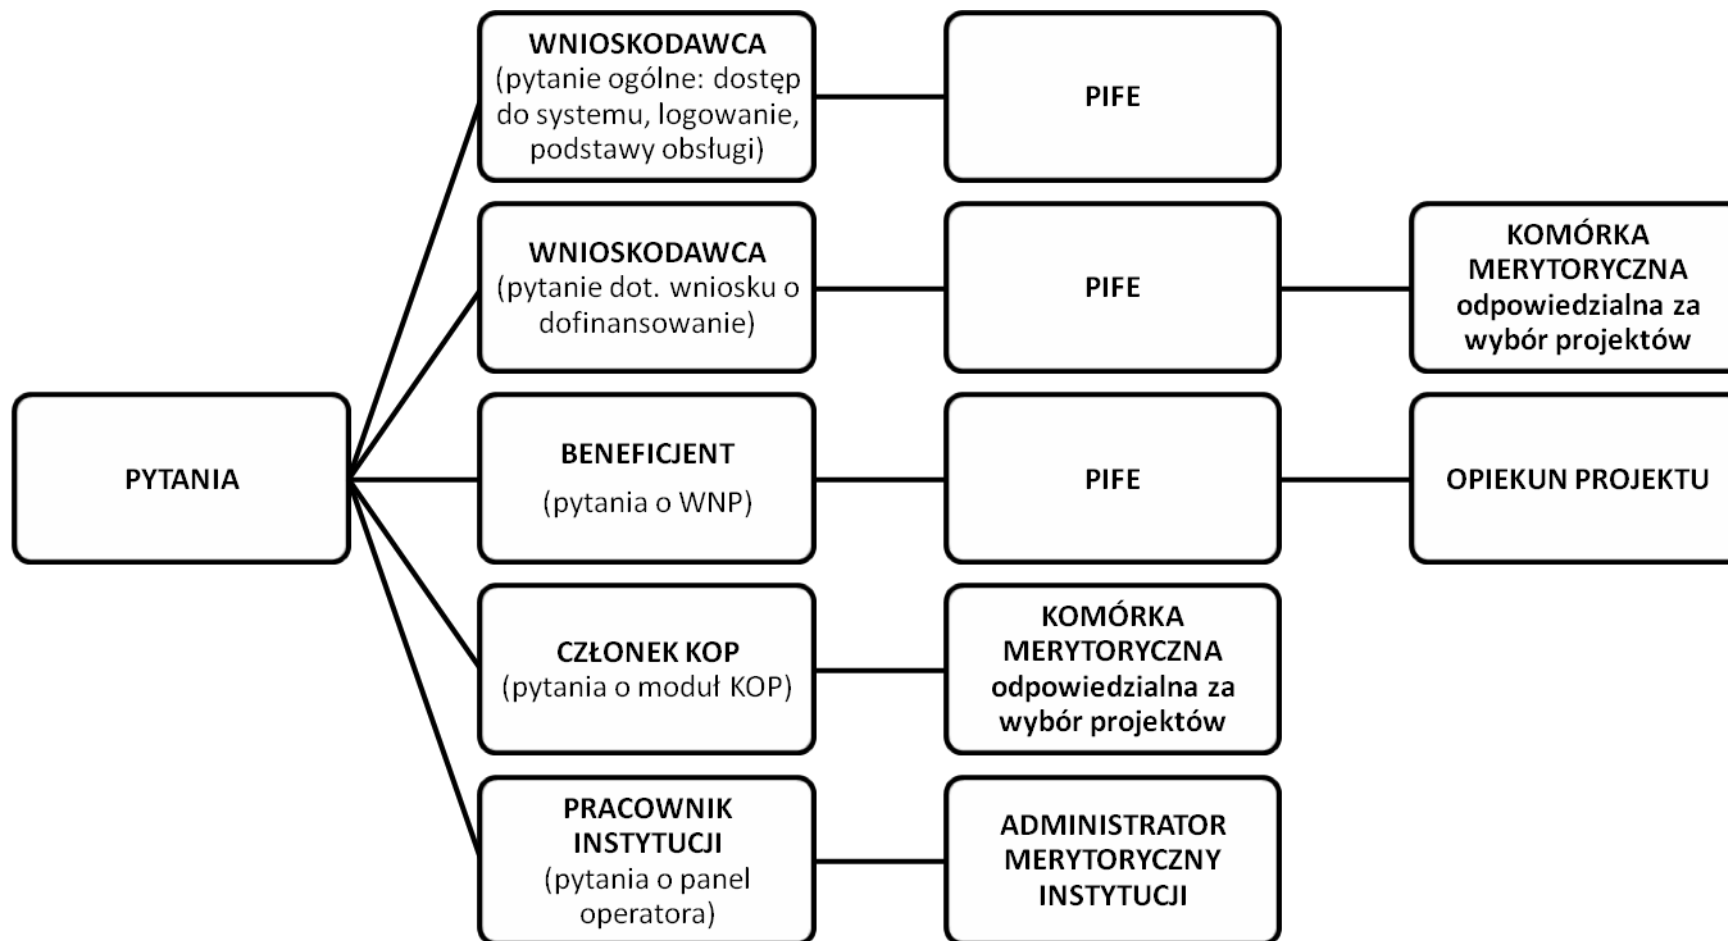 WNIOSKODAWCA
(pytanie ogólne: dostęp
do systemu, logowanie,
podstawy obsługi)
PIFE
WNIOSKODAWCA
(pytanie dot. wniosku o
dofinansowanie)
PIFE
KOMÓRKA
MERYTORYCZNA
odpowiedzialna za
wybór projektów
PYTANIA
BENEFICJENT
(pytania o WNP)
PIFE
OPIEKUN PROJEKTU
CZŁONEK KOP
(pytania o moduł KOP)
KOMÓRKA
MERYTORYCZNA
odpowiedzialna za
wybór projektów
PRACOWNIK
INSTYTUCJI
(pytania o panel
operatora)
ADMINISTRATOR
MERYTORYCZNY
INSTYTUCJI